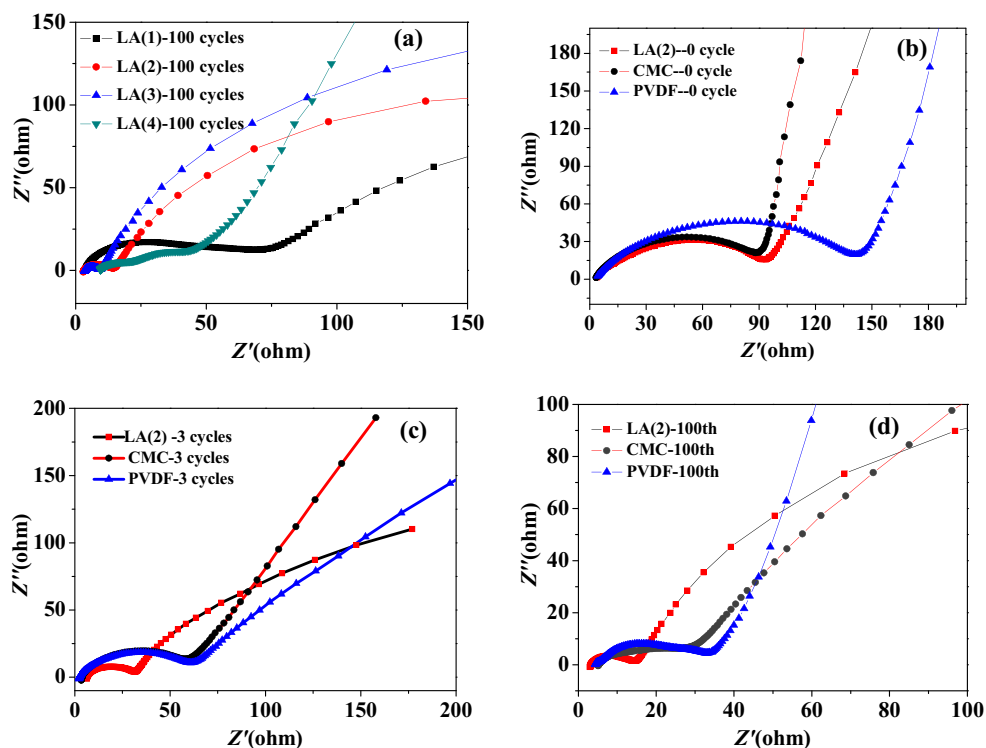 (a)
LA(1)-100 cycles
LA(2)-100 cycles
LA(3)-100 cycles
LA(4)-100 cycles
150
100
50
0
Z''(ohm)
0 50 100 150
Z'(ohm)
(b)
LA(2)--0 cycle
CMC--0 cycle
PVDF--0 cycle
180
150
120
90
60
30
0
Z''(ohm)
0 30 60 90 120 150 180
Z'(ohm)
(c)
LA(2) -3 cycles
CMC-3 cycles
PVDF-3 cycles
200
150
100
50
0
Z''(ohm)
0 25 50 75 100 125 150 175 200
Z'(ohm)
(d)
LA(2)-100th
CMC-100th
PVDF-100th
100
80
60
40
20
0
Z''(ohm)
0 20 40 60 80 100
Z'(ohm)